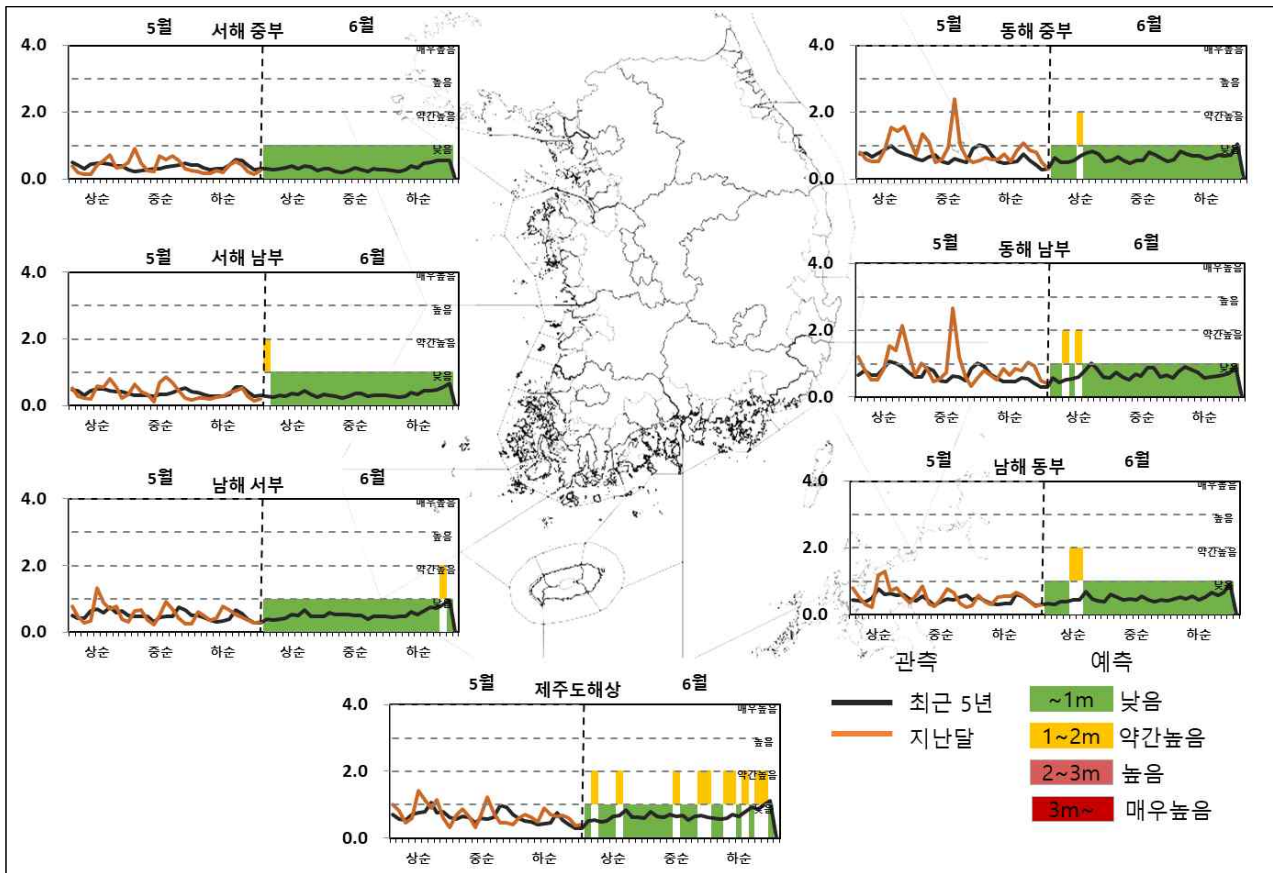 5월 서해 중부 6월
4.0
매우높음
높음
2.0
약간높음
낮음
0.0
상순 중순 하순 상순 중순 하순
5월 동해 중부 6월
4.0
매우높음
높음
2.0
약간높음
낮음
0.0
상순 중순 하순 상순 중순 하순
5월 서해 남부 6월
4.0
매우높음
높음
2.0
약간높음
낮음
0.0
상순 중순 하순 상순 중순 하순
5월 동해 남부 6월
4.0
매우높음
높음
2.0
약간높음
낮음
0.0
상순 중순 하순 상순 중순 하순
5월 남해 서부 6월
4.0
매우높음
높음
2.0
약간높음
낮음
0.0
상순 중순 하순 상순 중순 하순
5월 남해 동부 6월
4.0
매우높음
높음
2.0
약간높음
낮음
0.0
상순 중순 하순 상순 중순 하순
5월 제주도해상 6월
4.0
매우높음
높음
2.0
약간높음
낮음
0.0
상순 중순 하순 상순 중순 하순
관측 예측
최근 5년 ~1m 낮음
지난달 1~2m 약간높음
2~3m 높음
3m~ 매우높음